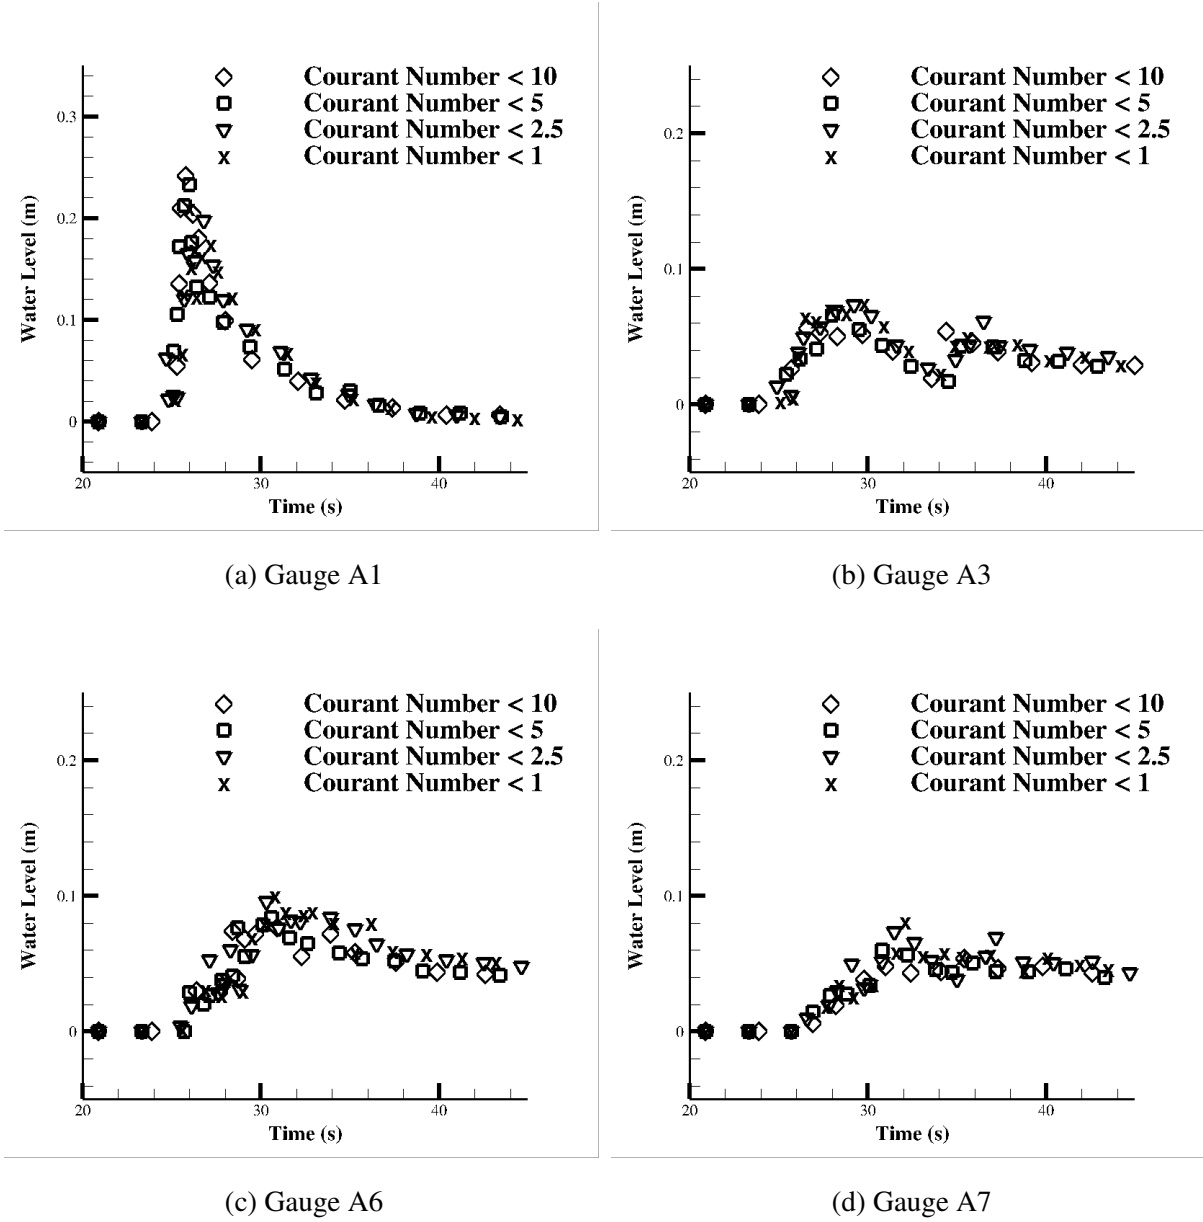 Courant Number < 10
Courant Number < 5
Courant Number < 2.5
Courant Number < 1
0.3
0.2
0.1
0
Water Level (m)
20 30 40
Time (s)
(a) Gauge A1
Courant Number < 10
Courant Number < 5
Courant Number < 2.5
Courant Number < 1
0.2
0.1
0
Water Level (m)
20 30 40
Time (s)
(b) Gauge A3
Courant Number < 10
Courant Number < 5
Courant Number < 2.5
Courant Number < 1
0.2
0.1
0
Water Level (m)
20 30 40
Time (s)
(c) Gauge A6
Courant Number < 10
Courant Number < 5
Courant Number < 2.5
Courant Number < 1
0.2
0.1
0
Water Level (m)
20 30 40
Time (s)
(d) Gauge A7